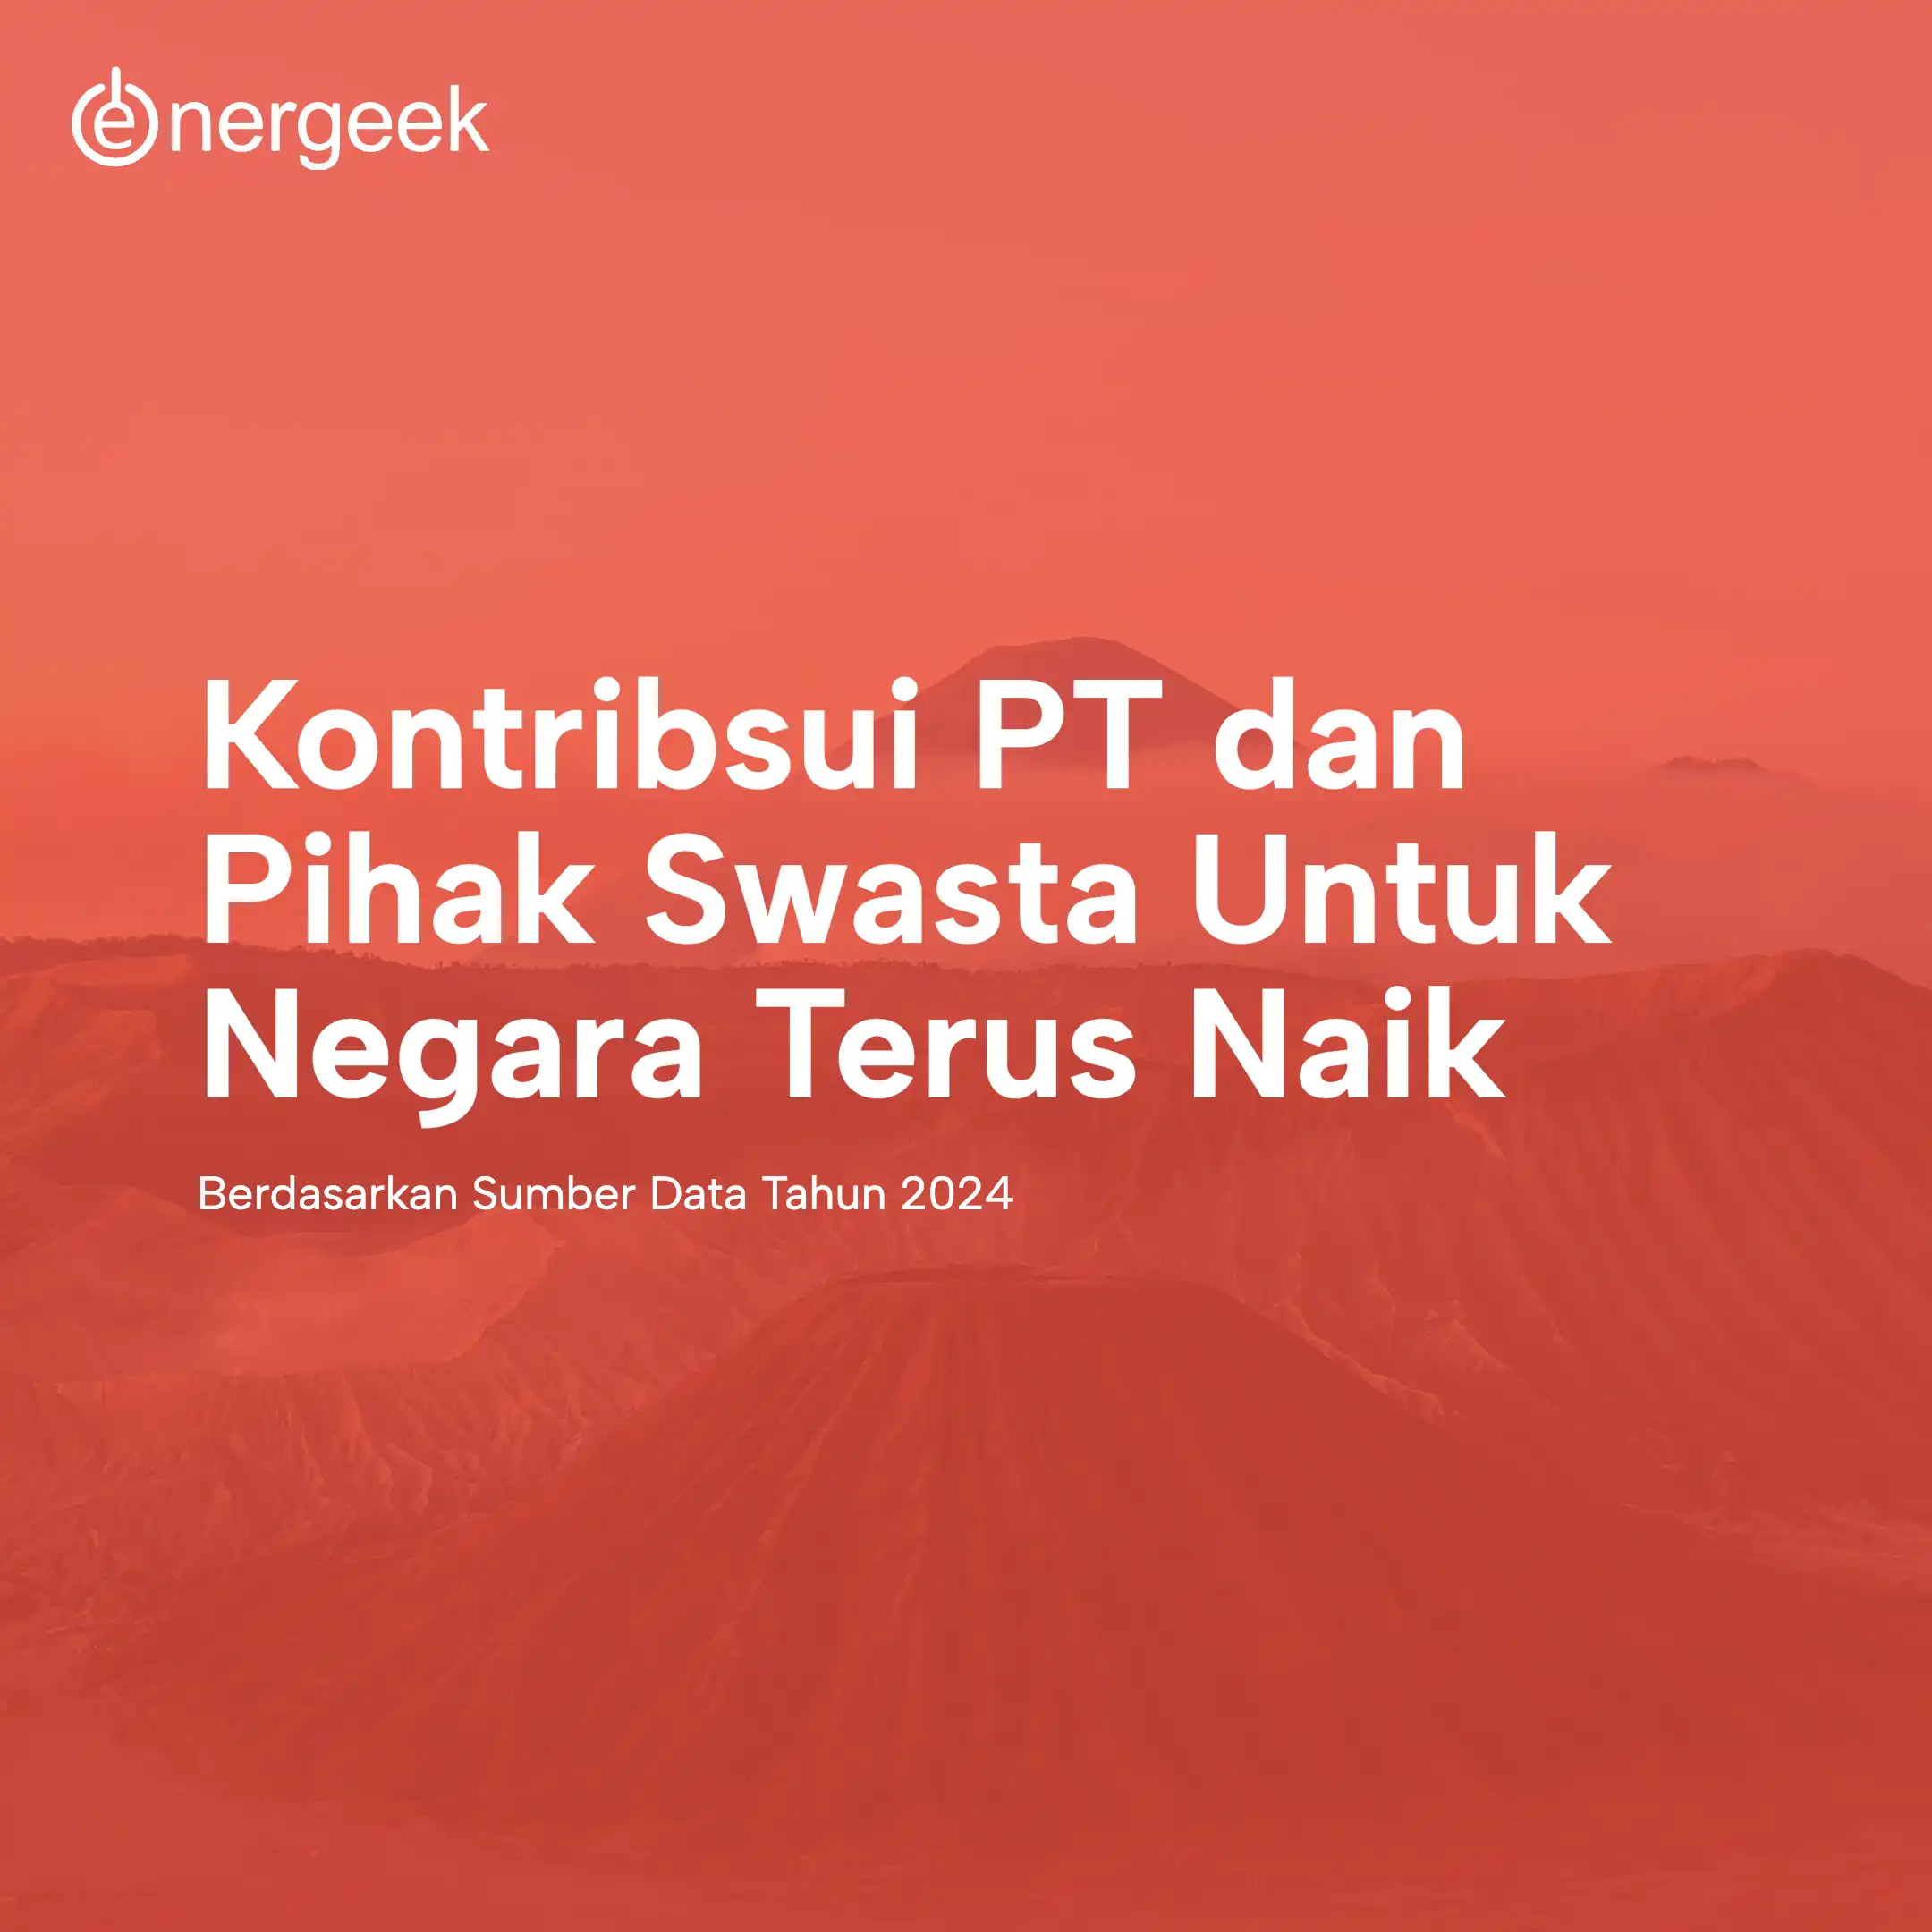 energeek
Kontribsui PT dan
Pihak Swasta Untuk
Negara Terus Naik
Berdasarkan Sumber Data Tahun 2024